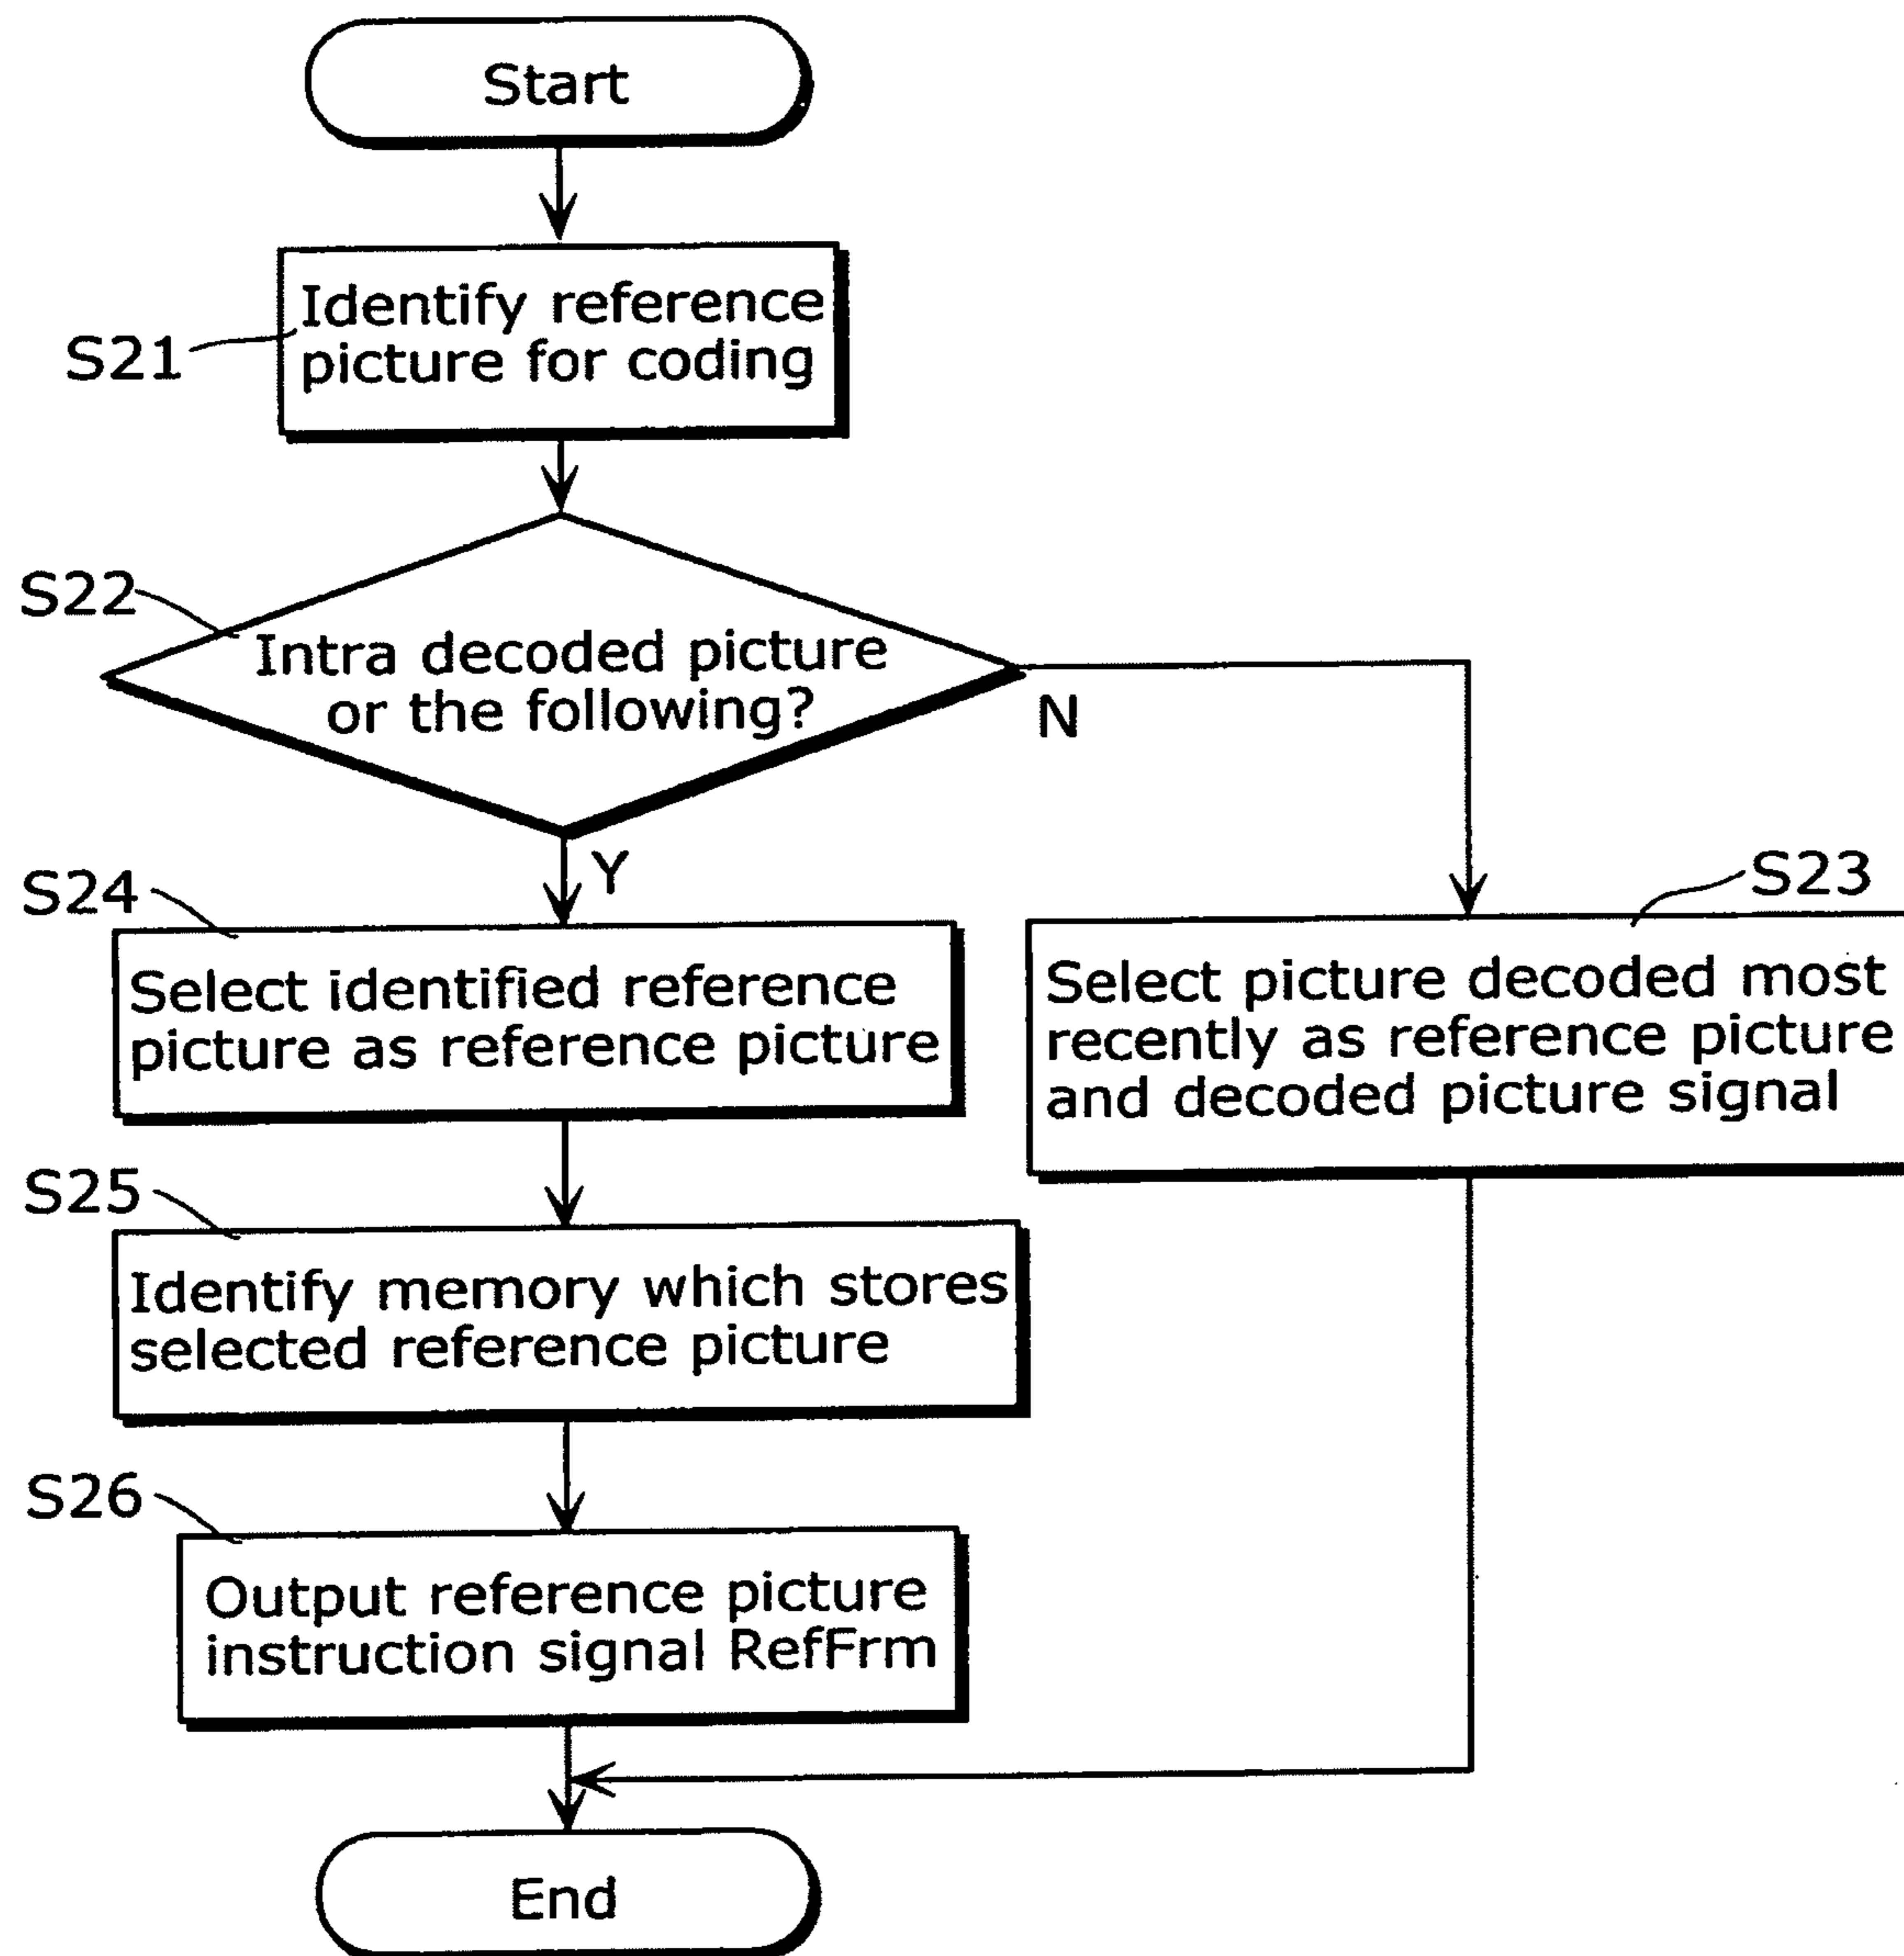 Start
S21
Identify reference
picture for coding
S22
Intra decoded picture
or the following?
N
Y
S24
Select identified reference
picture as reference picture
S23
Select picture decoded most
recently as reference picture
and decoded picture signal
S25
Identify memory which stores
selected reference picture
S26
Output reference picture
instruction signal RefFrm
End